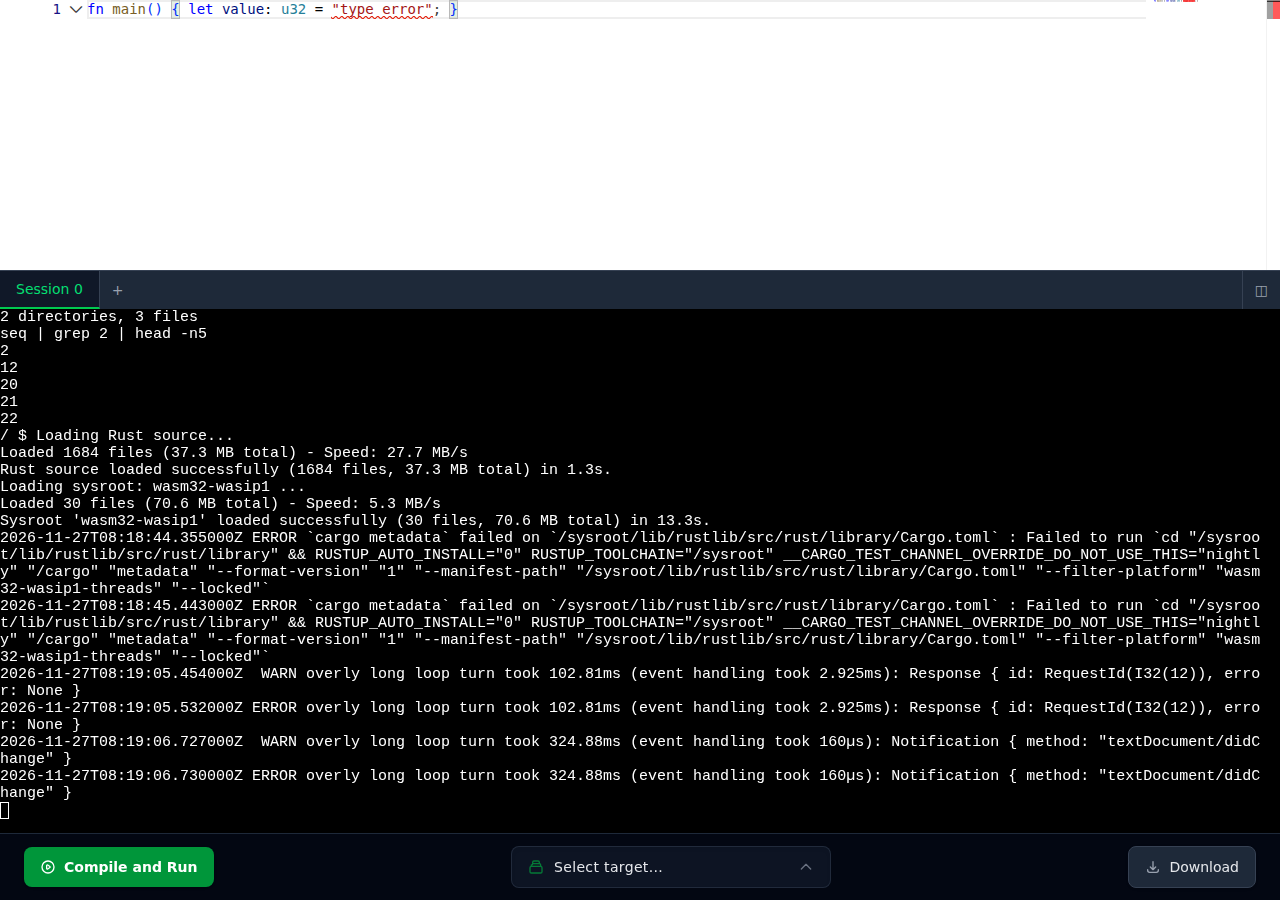 1 fn main() { let value: u32 = "type error"; }
Session 0 +
2 directories, 3 files
seq | grep 2 | head -n5
2
12
20
21
22
/ $ Loading Rust source...
Loaded 1684 files (37.3 MB total) - Speed: 27.7 MB/s
Rust source loaded successfully (1684 files, 37.3 MB total) in 1.3s.
Loading sysroot: wasm32-wasip1 ...
Loaded 30 files (70.6 MB total) - Speed: 5.3 MB/s
Sysroot 'wasm32-wasip1' loaded successfully (30 files, 70.6 MB total) in 13.3s.
2026-11-27T08:18:44.355000Z ERROR `cargo metadata` failed on `/sysroot/lib/rustlib/src/rust/library/Cargo.toml` : Failed to run `cd "/sysroo
t/lib/rustlib/src/rust/library" && RUSTUP_AUTO_INSTALL="0" RUSTUP_TOOLCHAIN="/sysroot" __CARGO_TEST_CHANNEL_OVERRIDE_DO_NOT_USE_THIS="nightl
y" "/cargo" "metadata" "--format-version" "1" "--manifest-path" "/sysroot/lib/rustlib/src/rust/library/Cargo.toml" "--filter-platform" "wasm
32-wasip1-threads" "--locked"`
2026-11-27T08:18:45.443000Z ERROR `cargo metadata` failed on `/sysroot/lib/rustlib/src/rust/library/Cargo.toml` : Failed to run `cd "/sysroo
t/lib/rustlib/src/rust/library" && RUSTUP_AUTO_INSTALL="0" RUSTUP_TOOLCHAIN="/sysroot" __CARGO_TEST_CHANNEL_OVERRIDE_DO_NOT_USE_THIS="nightl
y" "/cargo" "metadata" "--format-version" "1" "--manifest-path" "/sysroot/lib/rustlib/src/rust/library/Cargo.toml" "--filter-platform" "wasm
32-wasip1-threads" "--locked"`
2026-11-27T08:19:05.454000Z  WARN overly long loop turn took 102.81ms (event handling took 2.925ms): Response { id: RequestId(I32(12)), erro
r: None }
2026-11-27T08:19:05.532000Z ERROR overly long loop turn took 102.81ms (event handling took 2.925ms): Response { id: RequestId(I32(12)), erro
r: None }
2026-11-27T08:19:06.727000Z  WARN overly long loop turn took 324.88ms (event handling took 160µs): Notification { method: "textDocument/didC
hange" }
2026-11-27T08:19:06.730000Z ERROR overly long loop turn took 324.88ms (event handling took 160µs): Notification { method: "textDocument/didC
hange" }
Compile and Run
Select target...
Download